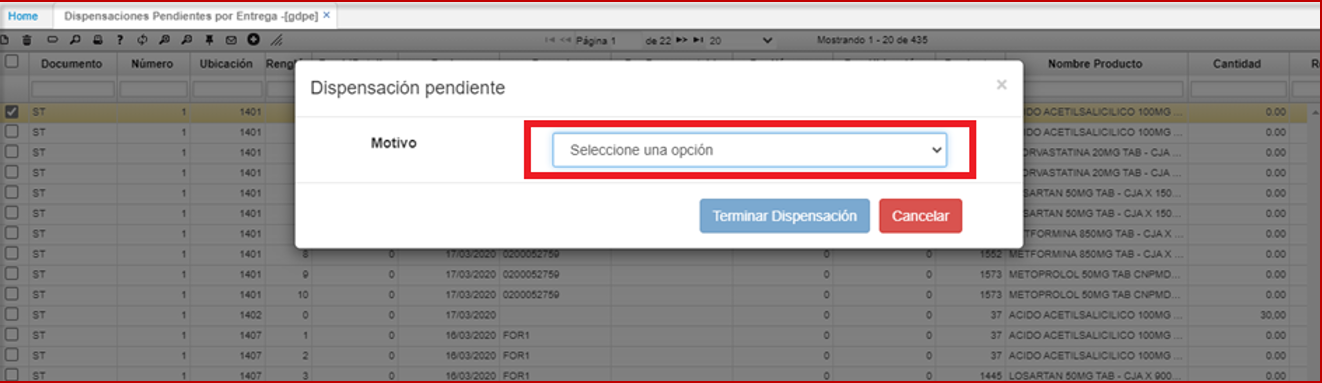 Home Dispensaciones Pendientes por Entrega -[gdpe] ×
Página 1 de 22 20 Mostrando 1 - 20 de 435
Documento Número Ubicación Nombre Producto Cantidad
Dispensación pendiente ×
ST 1 1401 IDO ACETILSALICILICO 100MG ... 0.00
ST 1 1401 IDO ACETILSALICILICO 100MG ... 0.00
Motivo
Seleccione una opción
ST 1 1401 ORVASTATINA 20MG TAB - CJA ... 0.00
ST 1 1401 ORVASTATINA 20MG TAB - CJA ... 0.00
ST 1 1401 SARTAN 50MG TAB - CJA X 150... 0.00
Terminar Dispensación Cancelar
ST 1 1401 SARTAN 50MG TAB - CJA X 150... 0.00
ST 1 1401 TFORMINA 850MG TAB - CJA X ... 0.00
ST 1 1401 8 0 17/03/2020 0200052759 0 0 1552 METFORMINA 850MG TAB - CJA X ... 0.00
ST 1 1401 9 0 17/03/2020 0200052759 0 0 1573 METOPROLOL 50MG TAB CNPMD... 0.00
ST 1 1401 10 0 17/03/2020 0200052759 0 0 1573 METOPROLOL 50MG TAB CNPMD... 0.00
ST 1 1402 0 0 17/03/2020 0 0 37 ACIDO ACETILSALICILICO 100MG ... 30,00
ST 1 1407 1 0 16/03/2020 FOR1 0 0 37 ACIDO ACETILSALICILICO 100MG ... 0.00
ST 1 1407 2 0 16/03/2020 FOR1 0 0 37 ACIDO ACETILSALICILICO 100MG ... 0.00
ST 1 1407 3 0 16/03/2020 FOR1 0 0 1445 LOSARTAN 50MG TAB - CJA X 900... 0.00